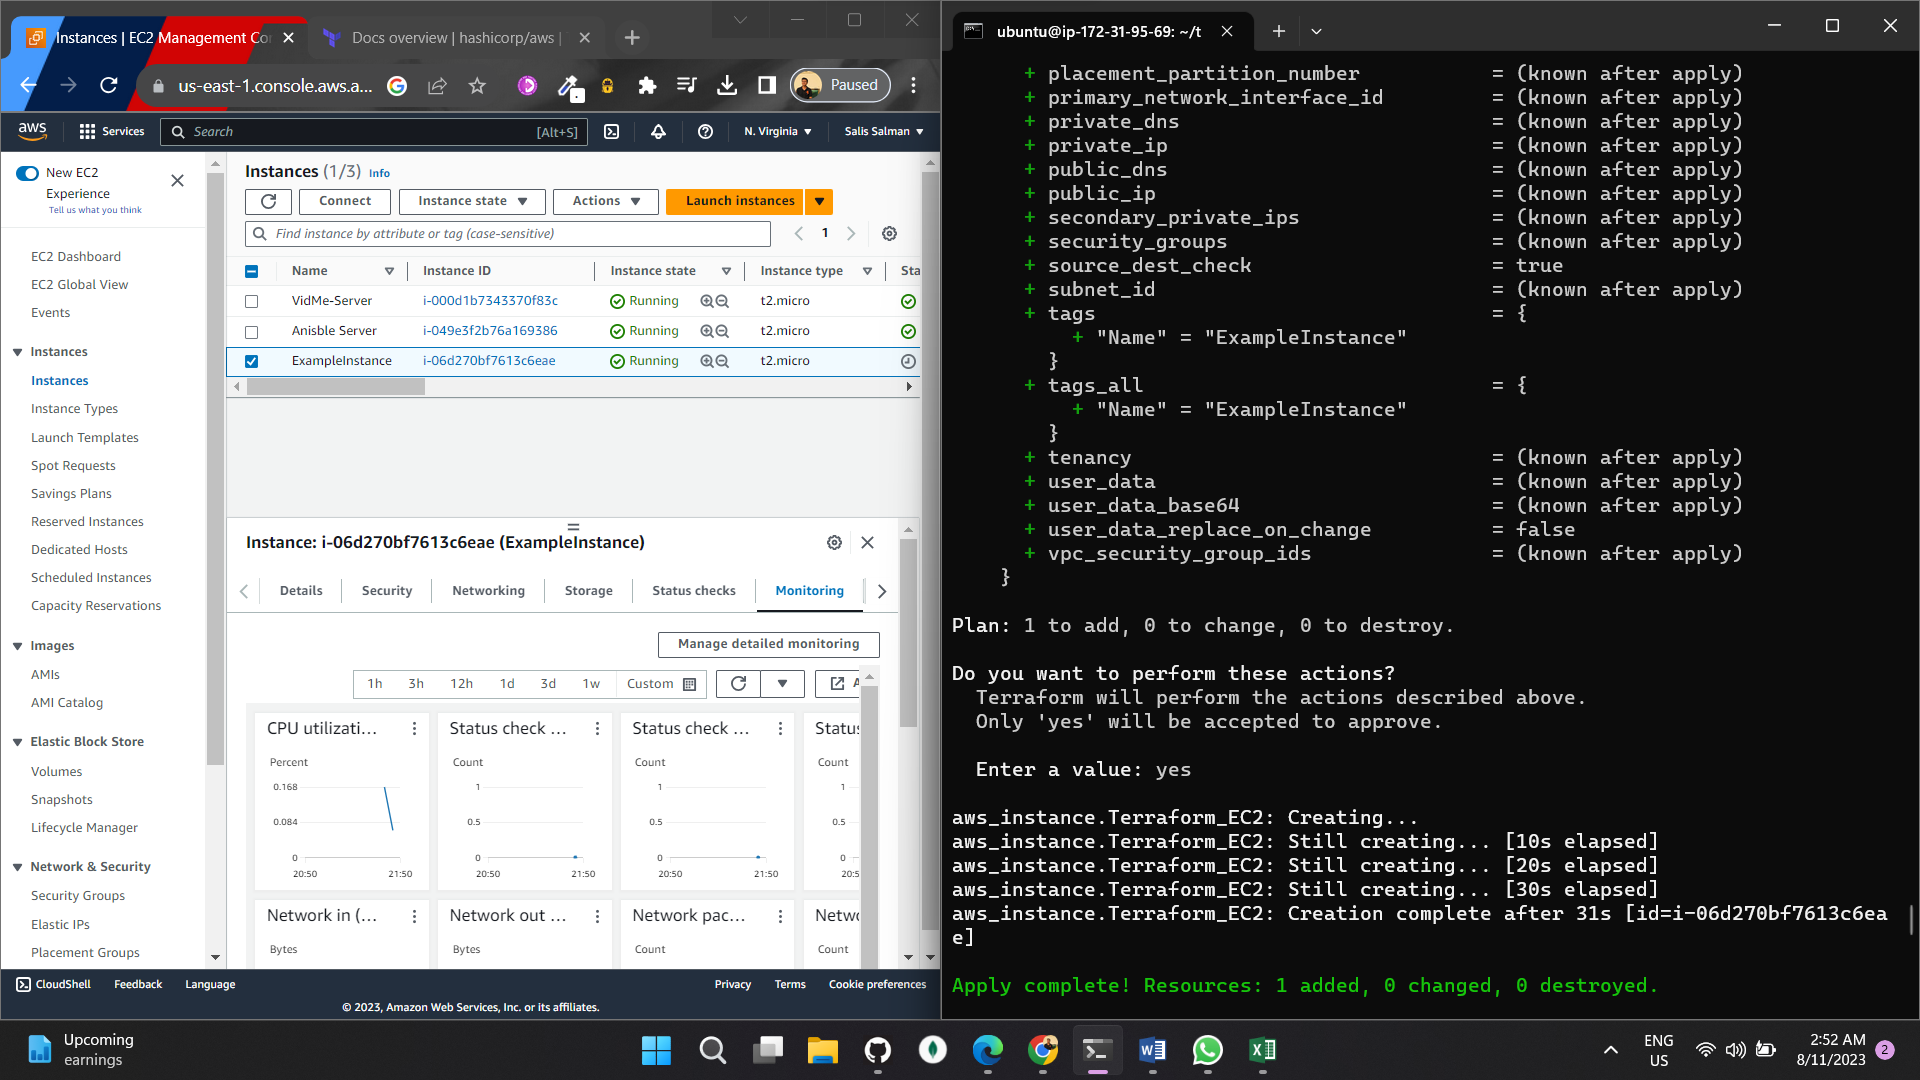 Instances | EC2 Management Co
Docs overview | hashicorp/aws |
us-east-1.console.aws.a...
Paused
aws
Services
Search
[Alt+S]
N. Virginia
Salis Salman
New EC2
Experience
Tell us what you think
EC2 Dashboard
EC2 Global View
Events
Instances
Instances
Instance Types
Launch Templates
Spot Requests
Savings Plans
Reserved Instances
Dedicated Hosts
Scheduled Instances
Capacity Reservations
Images
AMIs
AMI Catalog
Elastic Block Store
Volumes
Snapshots
Lifecycle Manager
Network & Security
Security Groups
Elastic IPs
Placement Groups
Instances (1/3) Info
Connect
Instance state
Actions
Launch instances
Find instance by attribute or tag (case-sensitive)
1
Name Instance ID Instance state Instance type Sta
VidMe-Server i-000d1b7343370f83c Running t2.micro
Anisble Server i-049e3f2b76a169386 Running t2.micro
ExampleInstance i-06d270bf7613c6eae Running t2.micro
Instance: i-06d270bf7613c6eae (ExampleInstance)
Details Security Networking Storage Status checks Monitoring
Manage detailed monitoring
1h 3h 12h 1d 3d 1w Custom
A
CPU utilizati...
Percent
0.168
0.084
0
20:50 21:50
Status check ...
Count
1
0.5
0
20:50 21:50
Status check ...
Count
1
0.5
0
20:50 21:50
Status
Count
1
0.5
0
20:5
Network in (...
Bytes
Network out ...
Bytes
Network pac...
Count
Netwo
Count
CloudShell Feedback Language Privacy Terms Cookie preferences
© 2023, Amazon Web Services, Inc. or its affiliates.
ubuntu@ip-172-31-95-69: ~/t
+ placement_partition_number = (known after apply)
+ primary_network_interface_id = (known after apply)
+ private_dns = (known after apply)
+ private_ip = (known after apply)
+ public_dns = (known after apply)
+ public_ip = (known after apply)
+ secondary_private_ips = (known after apply)
+ security_groups = (known after apply)
+ source_dest_check = true
+ subnet_id = (known after apply)
+ tags = {
+ "Name" = "ExampleInstance"
}
+ tags_all = {
+ "Name" = "ExampleInstance"
}
+ tenancy = (known after apply)
+ user_data = (known after apply)
+ user_data_base64 = (known after apply)
+ user_data_replace_on_change = false
+ vpc_security_group_ids = (known after apply)
}
Plan: 1 to add, 0 to change, 0 to destroy.
Do you want to perform these actions?
Terraform will perform the actions described above.
Only 'yes' will be accepted to approve.
Enter a value: yes
aws_instance.Terraform_EC2: Creating...
aws_instance.Terraform_EC2: Still creating... [10s elapsed]
aws_instance.Terraform_EC2: Still creating... [20s elapsed]
aws_instance.Terraform_EC2: Still creating... [30s elapsed]
aws_instance.Terraform_EC2: Creation complete after 31s [id=i-06d270bf7613c6ea
e]
Apply complete! Resources: 1 added, 0 changed, 0 destroyed.
Upcoming
earnings
ENG
US
2:52 AM
8/11/2023
2